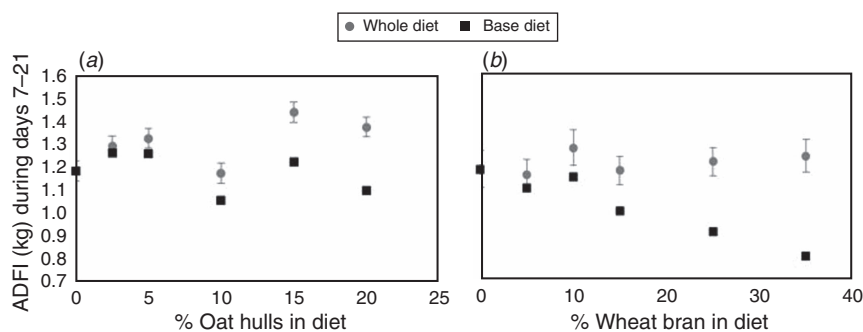 Whole diet Base diet
(a) (b)
ADFI (kg) during days 7–21
1.6
1.5
1.4
1.3
1.2
1.1
1.0
0.9
0.8
0.7
0 5 10 15 20 25
0 10 20 30 40
% Oat hulls in diet
% Wheat bran in diet